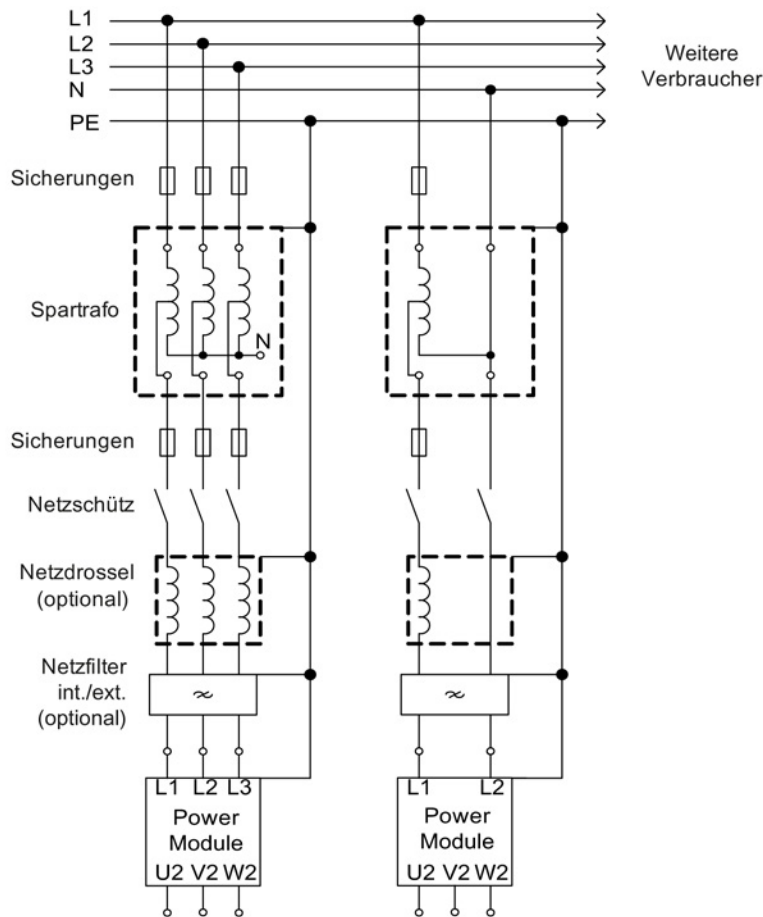 L1
L2
L3
N
PE
Weitere
Verbraucher
Sicherungen
Spartrafo
N
Sicherungen
Netzschütz
Netzdrossel
(optional)
Netzfilter
int./ext.
(optional)
L1 L2 L3
Power
Module
U2 V2 W2
L1 L2
Power
Module
U2 V2 W2